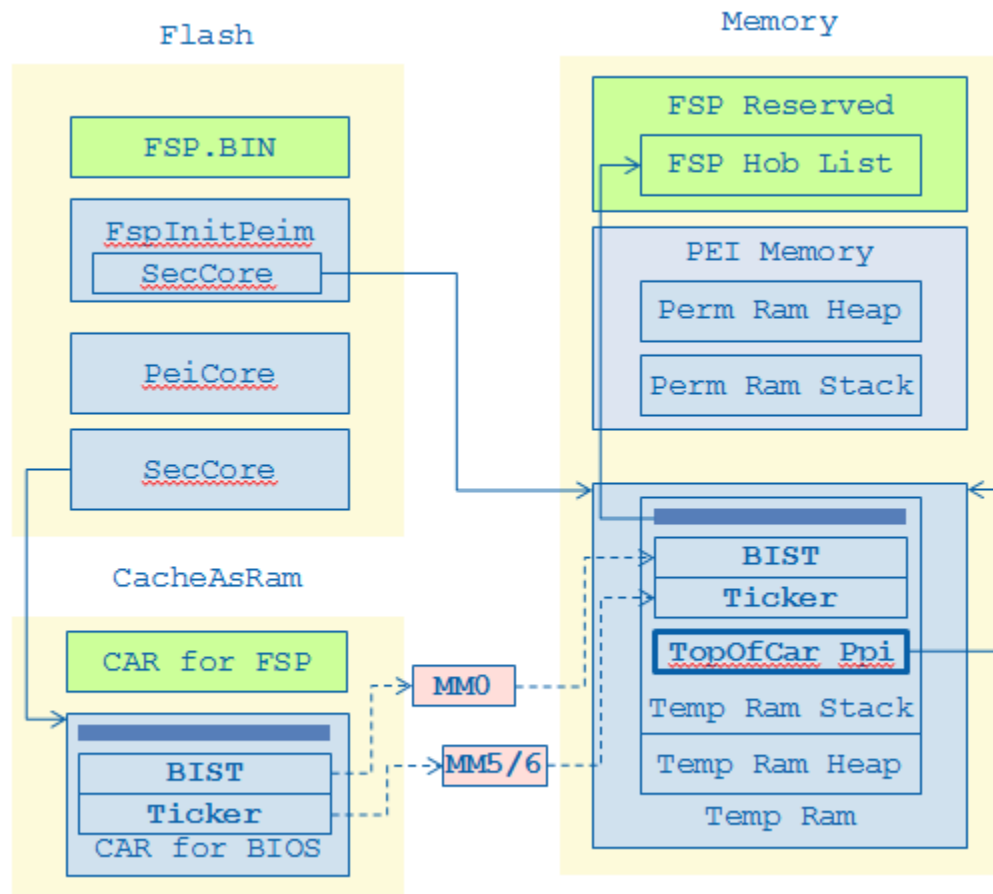 Flash
FSP.BIN
FspInitPeim
SecCore
PeiCore
SecCore
CacheAsRam
CAR for FSP
BIST
Ticker
CAR for BIOS
MM0
MM5/6
Memory
FSP Reserved
FSP Hob List
PEI Memory
Perm Ram Heap
Perm Ram Stack
BIST
Ticker
TopOfCar Ppi
Temp Ram Stack
Temp Ram Heap
Temp Ram